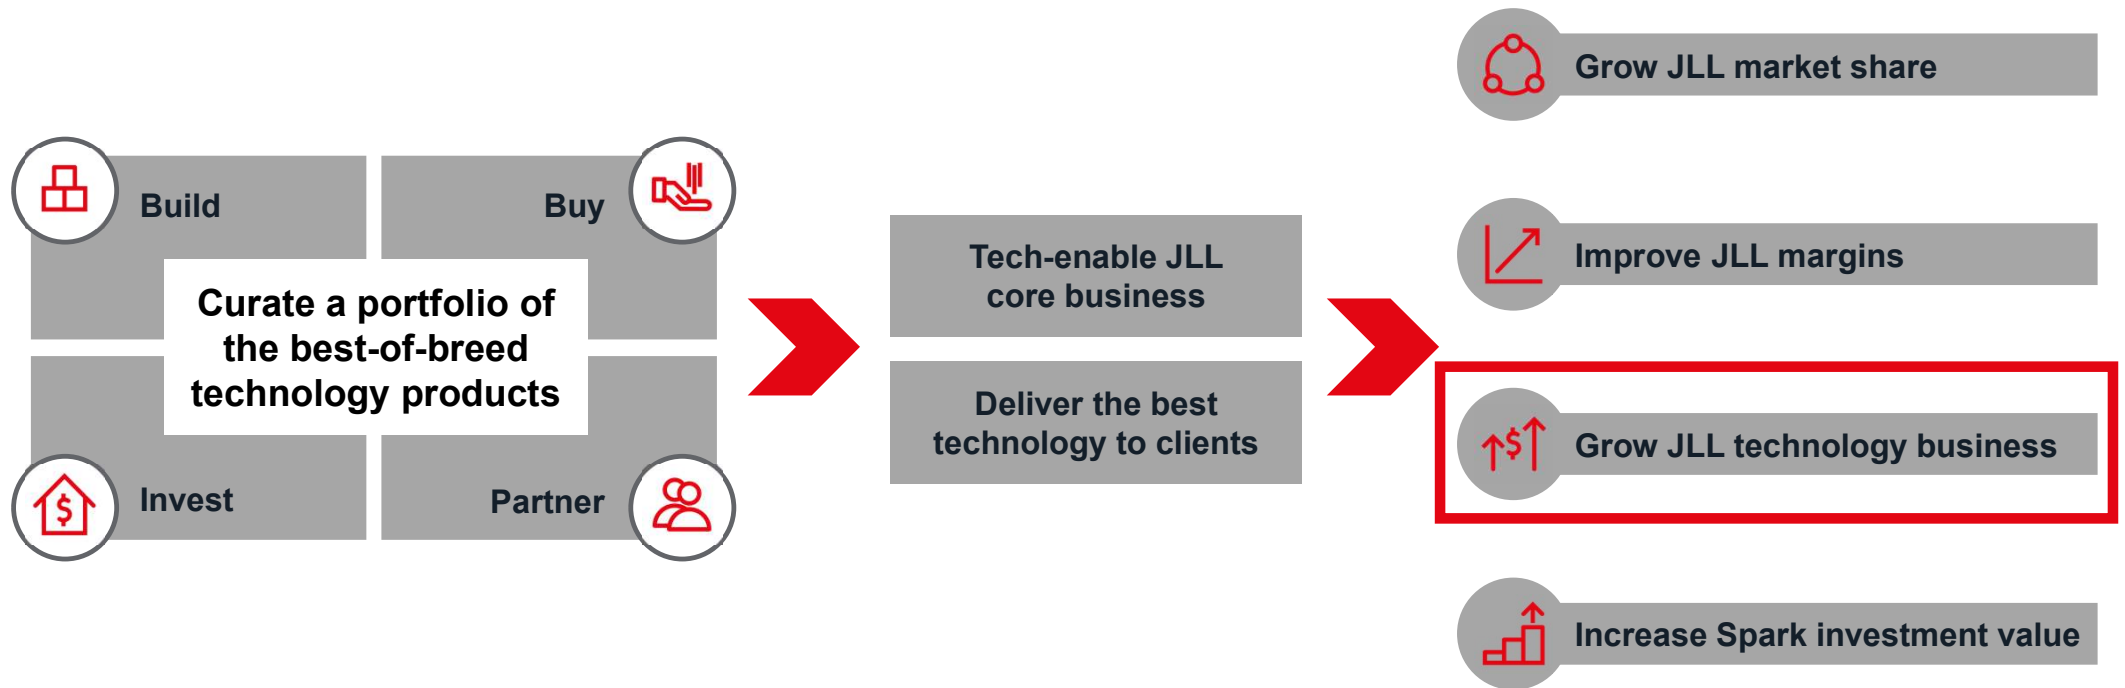 Build
Buy
Curate a portfolio of
the best-of-breed
technology products
Invest
Partner
Tech-enable JLL
core business
Deliver the best
technology to clients
Grow JLL market share
Improve JLL margins
$
Grow JLL technology business
Increase Spark investment value
$